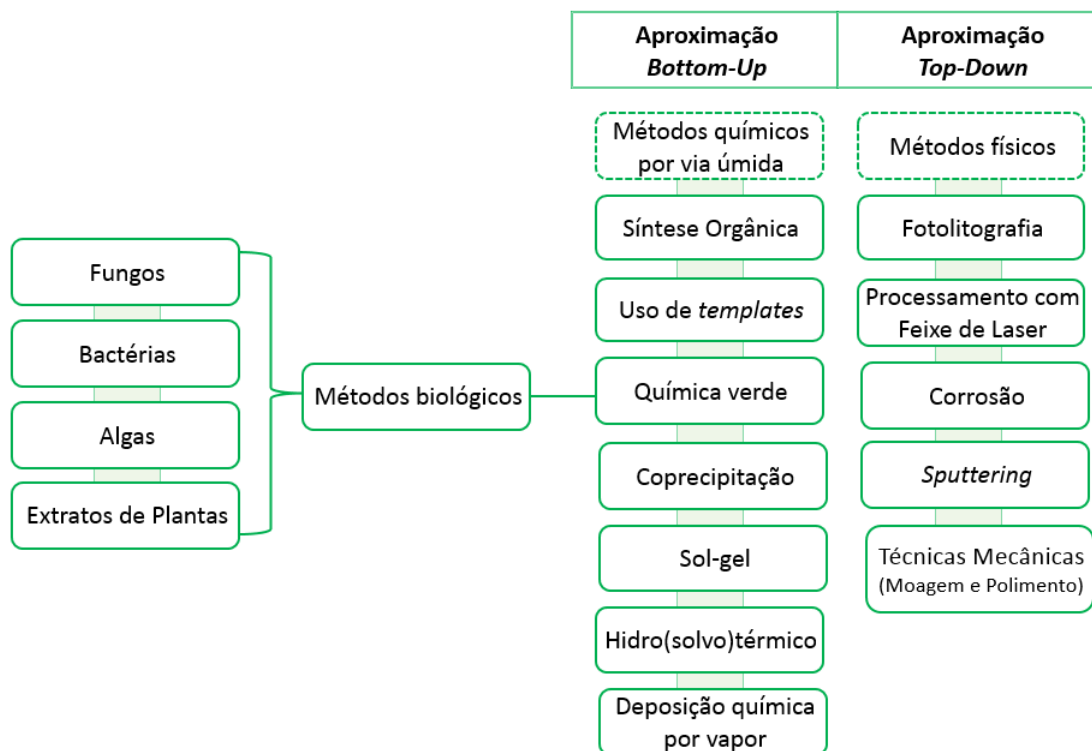 Aproximação
Bottom-Up
Aproximação
Top-Down
Métodos químicos
por via úmida
Síntese Orgânica
Uso de templates
Química verde
Coprecipitação
Sol-gel
Hidro(solvo)térmico
Deposição química
por vapor
Métodos físicos
Fotolitografia
Processamento com
Feixe de Laser
Corrosão
Sputtering
Técnicas Mecânicas
(Moagem e Polimento)
Métodos biológicos
Fungos
Bactérias
Algas
Extratos de Plantas